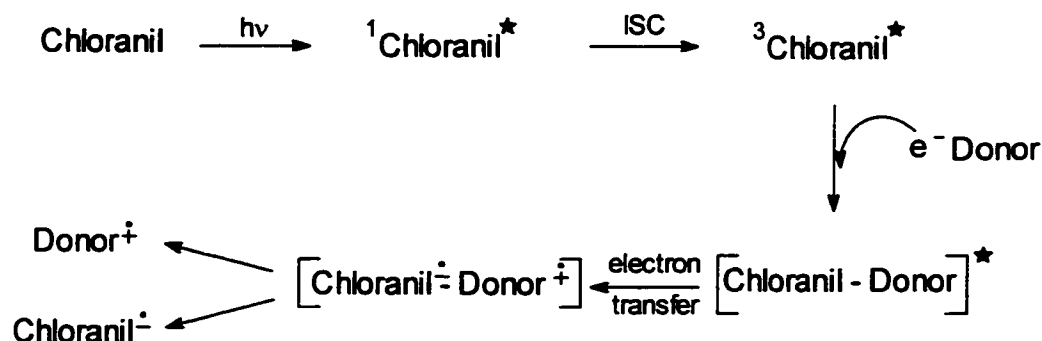 Chloranil hν ¹Chloranil★ ISC ³Chloranil★
e⁻ Donor
Donor⁺̇
[Chloranil⁻̇ Donor⁺̇] electron transfer [Chloranil - Donor]★
Chloranil⁻̇